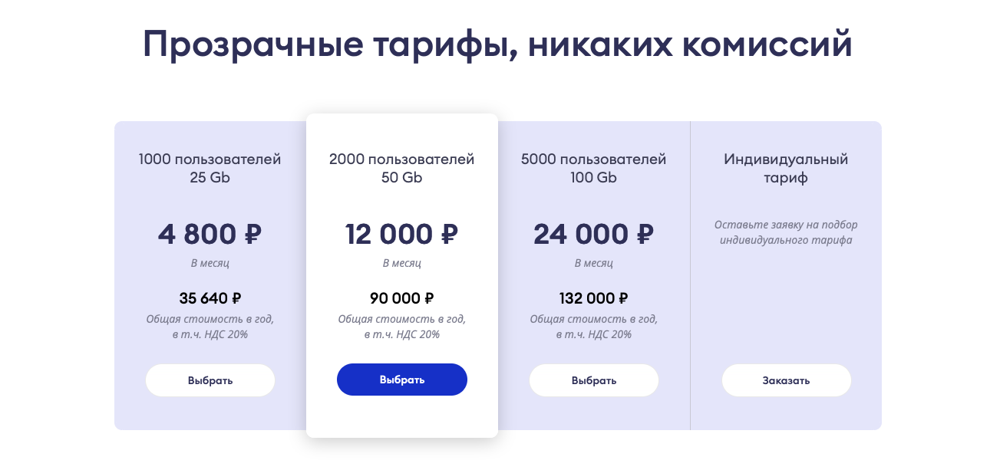 Прозрачные тарифы, никаких комиссий
1000 пользователей
25 Gb
4 800 ₽
В месяц
35 640 ₽
Общая стоимость в год,
в т.ч. НДС 20%
Выбрать
2000 пользователей
50 Gb
12 000 ₽
В месяц
90 000 ₽
Общая стоимость в год,
в т.ч. НДС 20%
Выбрать
5000 пользователей
100 Gb
24 000 ₽
В месяц
132 000 ₽
Общая стоимость в год,
в т.ч. НДС 20%
Выбрать
Индивидуальный
тариф
Оставьте заявку на подбор
индивидуального тарифа
Заказать